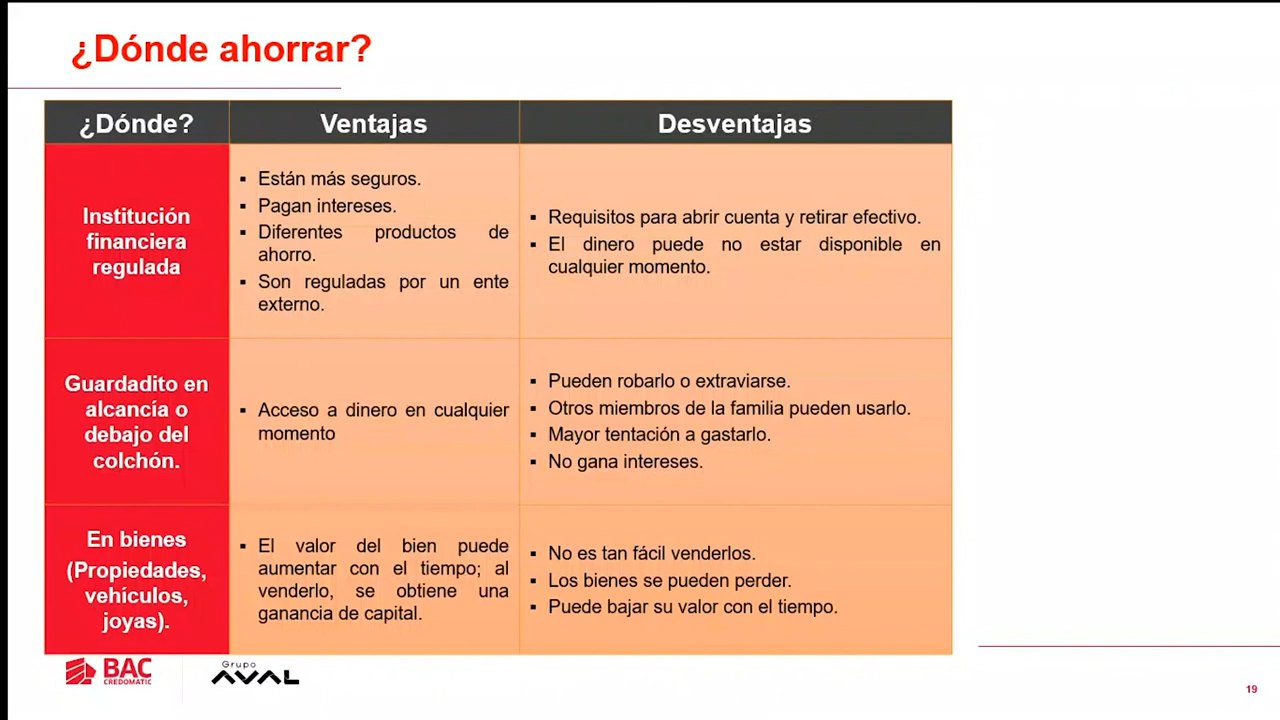 ¿Dónde ahorrar?
¿Dónde?
Ventajas
Desventajas
Institución
financiera
regulada
▪ Están más seguros.
▪ Pagan intereses.
▪ Diferentes productos de
ahorro.
▪ Son reguladas por un ente
externo.
▪ Requisitos para abrir cuenta y retirar efectivo.
▪ El dinero puede no estar disponible en
cualquier momento.
Guardadito en
alcancía o
debajo del
colchón.
▪ Acceso a dinero en cualquier
momento
▪ Pueden robarlo o extraviarse.
▪ Otros miembros de la familia pueden usarlo.
▪ Mayor tentación a gastarlo.
▪ No gana intereses.
En bienes
(Propiedades,
vehículos,
joyas).
▪ El valor del bien puede
aumentar con el tiempo; al
venderlo, se obtiene una
ganancia de capital.
▪ No es tan fácil venderlos.
▪ Los bienes se pueden perder.
▪ Puede bajar su valor con el tiempo.
BAC
CREDOMATIC
Grupo
AVAL
19